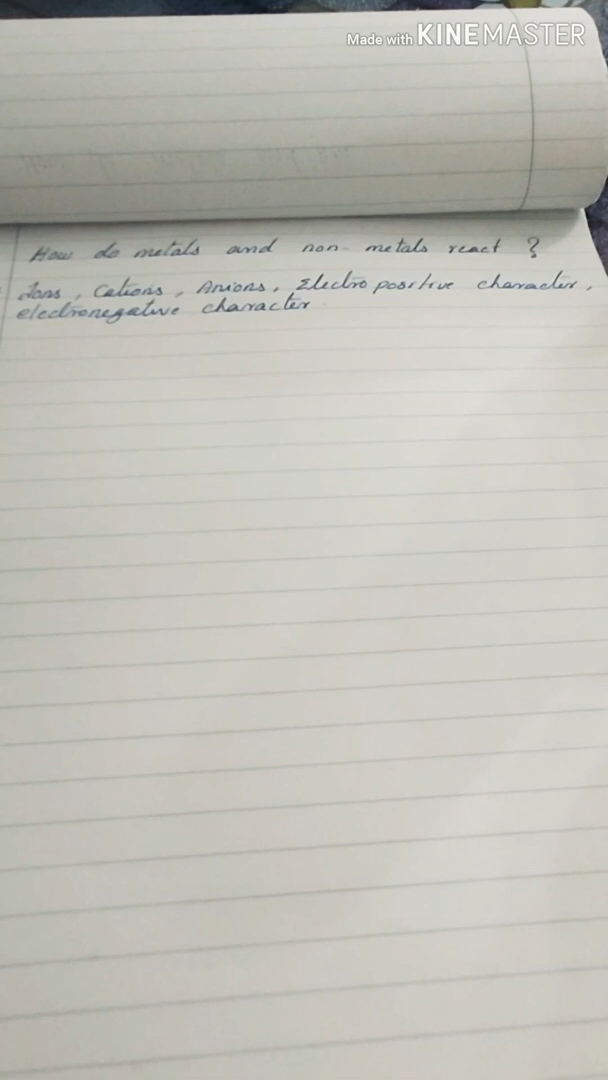 Made with KINEMASTER
How do metals and non-metals react ?
Ions, Cations, Anions, Electro positive character,
electronegative character.